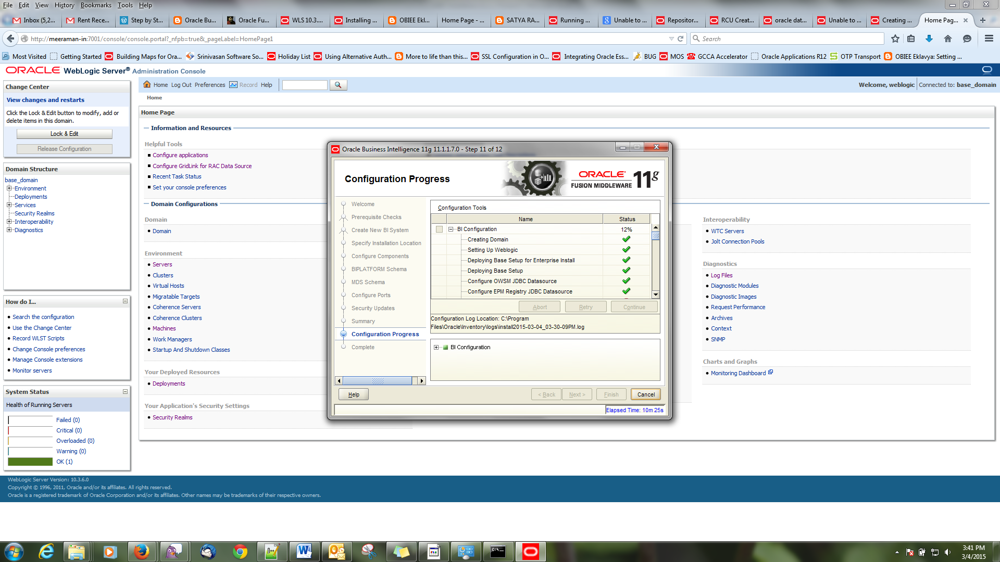 File Edit View History Bookmarks Tools Help
Inbox (5,2... Rent Rece... Step by St... Oracle Bu... Oracle Fu... WLS 10.3.... Installing ... OBIEE Ekl... Home Page - ... SATYA RA... Running ... Unable to ... Repositor... RCU Creat... oracle dat... Unable to ... Creating ... Home Pag...
http://meeraman-in:7001/console/console.portal?_nfpb=true&_pageLabel=HomePage1 Search
Most Visited Getting Started Building Maps for Ora... Srinivasan Software So... Holiday List Using Alternative Auth... More to life than this... SSL Configuration in O... Integrating Oracle Ess... BUG MOS GCCA Accelerator Oracle Applications R12 OTP Transport OBIEE Eklavya: Setting ...
ORACLE WebLogic Server® Administration Console
Home Log Out Preferences Record Help
Welcome, weblogic Connected to: base_domain
Home
Change Center
View changes and restarts
Click the Lock & Edit button to modify, add or
delete items in this domain.
Lock & Edit
Release Configuration
Domain Structure
base_domain
Environment
Deployments
Services
Security Realms
Interoperability
Diagnostics
How do I...
Search the configuration
Use the Change Center
Record WLST Scripts
Change Console preferences
Manage Console extensions
Monitor servers
System Status
Health of Running Servers
Failed (0)
Critical (0)
Overloaded (0)
Warning (0)
OK (1)
Home Page
Information and Resources
Helpful Tools
Configure applications
Configure GridLink for RAC Data Source
Recent Task Status
Set your console preferences
Domain Configurations
Domain
Domain
Environment
Servers
Clusters
Virtual Hosts
Migratable Targets
Coherence Servers
Coherence Clusters
Machines
Work Managers
Startup And Shutdown Classes
Your Deployed Resources
Deployments
Your Application's Security Settings
Security Realms
Interoperability
WTC Servers
Jolt Connection Pools
Diagnostics
Log Files
Diagnostic Modules
Diagnostic Images
Request Performance
Archives
Context
SNMP
Charts and Graphs
Monitoring Dashboard
Oracle Business Intelligence 11g 11.1.1.7.0 - Step 11 of 12
Configuration Progress
ORACLE
FUSION MIDDLEWARE 11g
Welcome
Prerequisite Checks
Create New BI System
Specify Installation Location
Configure Components
BIPLATFORM Schema
MDS Schema
Configure Ports
Security Updates
Summary
Configuration Progress
Complete
Configuration Tools
Name Status
BI Configuration 12%
Creating Domain
Setting Up Weblogic
Deploying Base Setup for Enterprise Install
Deploying Base Setup
Configure OWSM JDBC Datasource
Configure EPM Registry JDBC Datasource
Abort Retry Continue
Configuration Log Location: C:\Program
Files\Oracle\Inventory\logs\install2015-03-04_03-30-09PM.log
BI Configuration
Help < Back Next > Finish Cancel
Elapsed Time: 10m 25s
WebLogic Server Version: 10.3.6.0
Copyright © 1996, 2011, Oracle and/or its affiliates. All rights reserved.
Oracle is a registered trademark of Oracle Corporation and/or its affiliates. Other names may be trademarks of their respective owners.
3:41 PM
3/4/2015